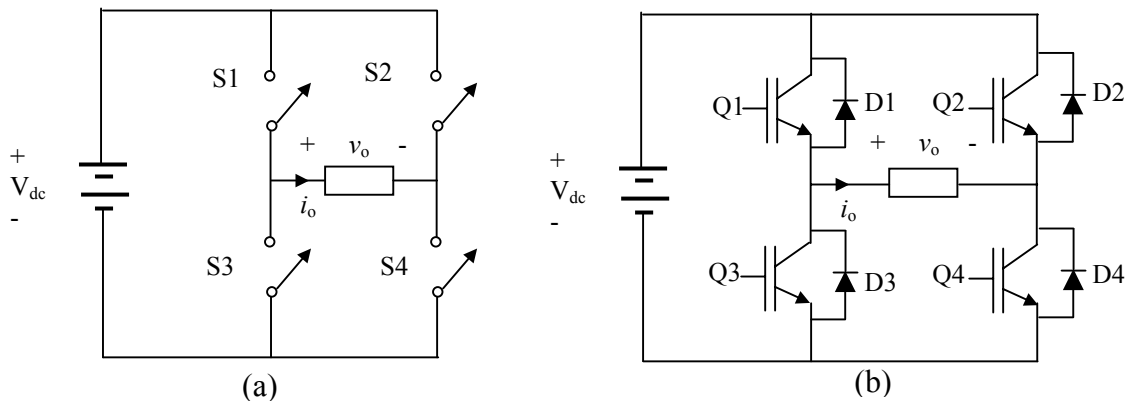 S1
S2
+
V_dc
-
+ v_o -
i_o
S3
S4
(a)
Q1
D1
Q2
D2
+
V_dc
-
+ v_o -
i_o
Q3
D3
Q4
D4
(b)